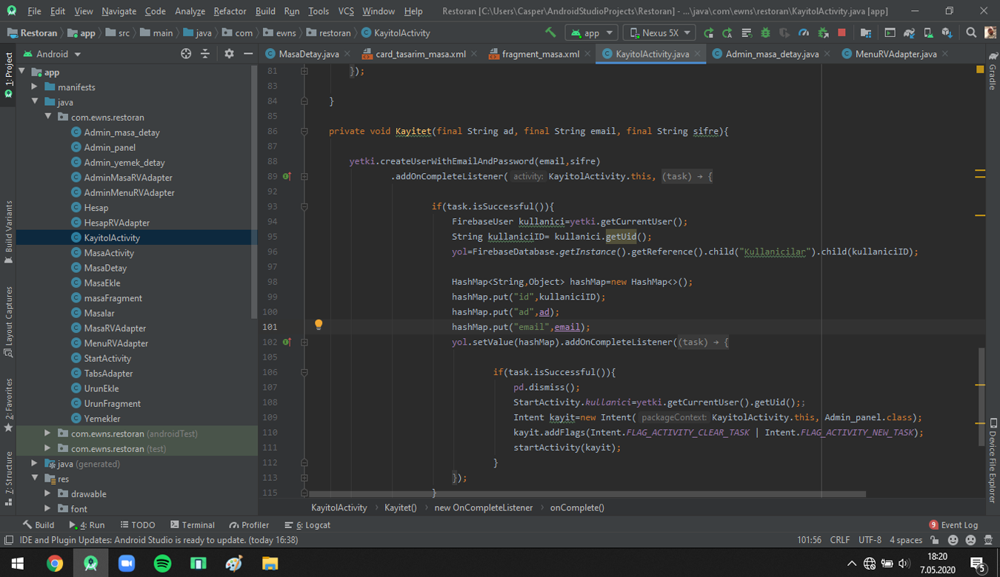 File Edit View Navigate Code Analyze Refactor Build Run Tools VCS Window Help Restoran [C:\Users\Casper\AndroidStudioProjects\Restoran] - ...\java\com\ewns\restoran\KayitolActivity.java [app]
Restoran app src main java com ewns restoran KayitolActivity app Nexus 5X
Android MasaDetay.java card_tasarim_masa.xml fragment_masa.xml KayitolActivity.java Admin_masa_detay.java MenuRVAdapter.java
1: Project
Build Variants
Layout Captures
2: Favorites
7: Structure
app
manifests
java
com.ewns.restoran
Admin_masa_detay
Admin_panel
Admin_yemek_detay
AdminMasaRVAdapter
AdminMenuRVAdapter
Hesap
HesapRVAdapter
KayitolActivity
MasaActivity
MasaDetay
MasaEkle
masaFragment
Masalar
MasaRVAdapter
MenuRVAdapter
StartActivity
TabsAdapter
UrunEkle
UrunFragment
Yemekler
com.ewns.restoran (androidTest)
com.ewns.restoran (test)
java (generated)
res
drawable
font
81 });
83
84 }
85
86 private void Kayitet(final String ad, final String email, final String sifre){
87
88 yetki.createUserWithEmailAndPassword(email,sifre)
89 .addOnCompleteListener( activity: KayitolActivity.this, (task) → {
92
93 if(task.isSuccessful()){
94 FirebaseUser kullanici=yetki.getCurrentUser();
95 String kullaniciID= kullanici.getUid();
96 yol=FirebaseDatabase.getInstance().getReference().child("Kullanicilar").child(kullaniciID);
97
98 HashMap<String,Object> hashMap=new HashMap<>();
99 hashMap.put("id",kullaniciID);
100 hashMap.put("ad",ad);
101 hashMap.put("email",email);
102 yol.setValue(hashMap).addOnCompleteListener((task) → {
105
106 if(task.isSuccessful()){
107 pd.dismiss();
108 StartActivity.kullanici=yetki.getCurrentUser().getUid();;
109 Intent kayit=new Intent( packageContext: KayitolActivity.this, Admin_panel.class);
110 kayit.addFlags(Intent.FLAG_ACTIVITY_CLEAR_TASK | Intent.FLAG_ACTIVITY_NEW_TASK);
111 startActivity(kayit);
112 }
113 });
115 }
Gradle
Device File Explorer
KayitolActivity Kayitet() new OnCompleteListener onComplete()
Build 4: Run TODO Terminal Profiler 6: Logcat 9 Event Log
IDE and Plugin Updates: Android Studio is ready to update. (today 16:38) 101:56 CRLF UTF-8 4 spaces
18:20
7.05.2020
5